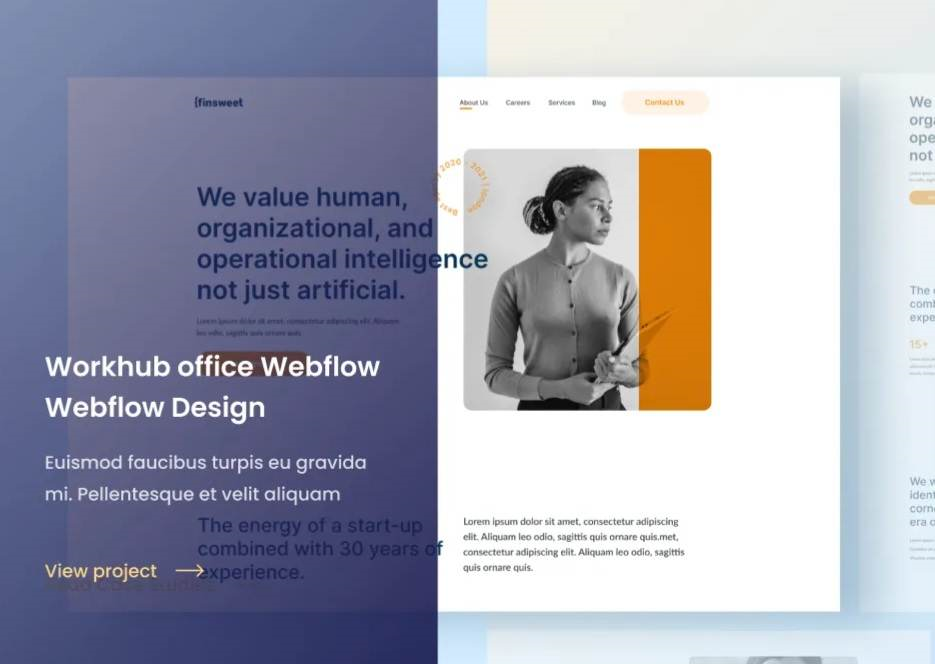 {finsweet
About Us Careers Services Blog Contact Us
2020 - 2021 | London
Best
We value human,
organizational, and
operational intelligence
not just artificial.
Lorem ipsum dolor sit amet, consectetur adipiscing elit. Aliquam
leo odio, sagittis quis ornare quis.
Workhub office Webflow
Webflow Design
Euismod faucibus turpis eu gravida
mi. Pellentesque et velit aliquam
The energy of a start-up
combined with 30 years of
experience.
View project
Read Case studies
Lorem ipsum dolor sit amet, consectetur adipiscing
elit. Aliquam leo odio, sagittis quis ornare quis.met,
consectetur adipiscing elit. Aliquam leo odio, sagittis
quis ornare quis.
We
orga
ope
not
The
com
expe
15+
We w
ident
corn
era o